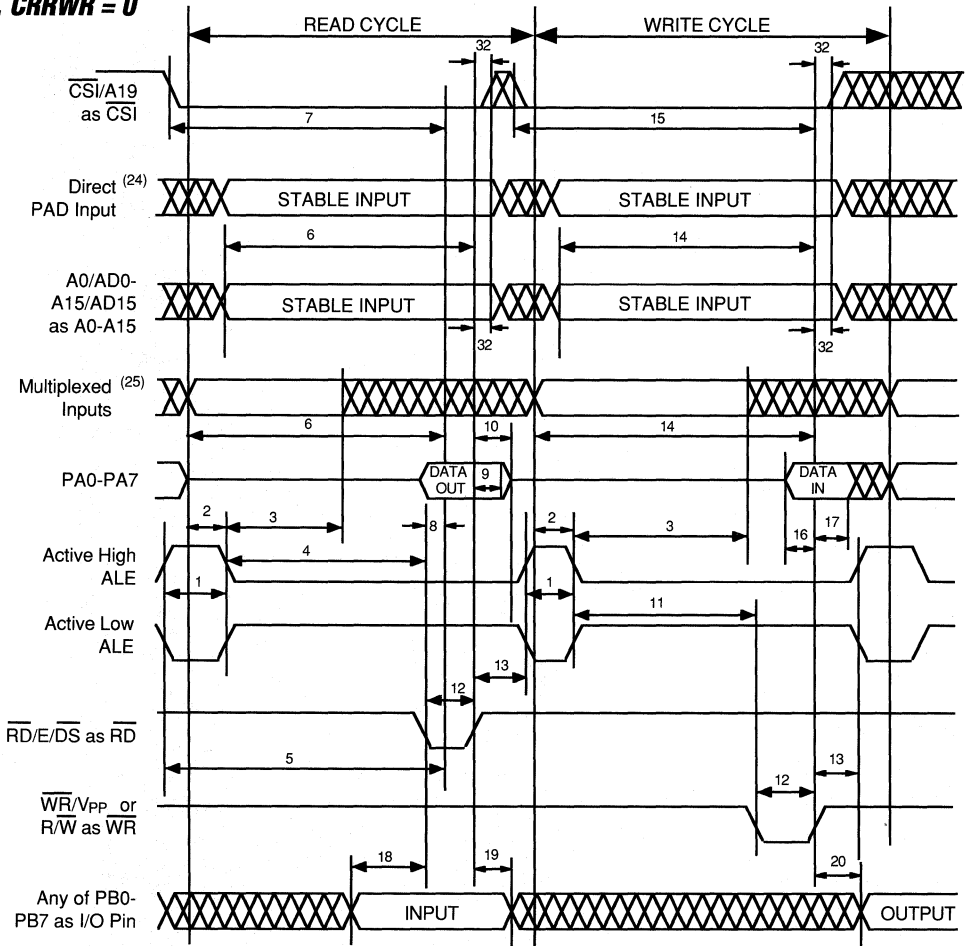 , CRRWR = 0
READ CYCLE
WRITE CYCLE
32
32
CSI/A19
as CSI
7
15
Direct (24)
PAD Input
STABLE INPUT
STABLE INPUT
6
14
A0/AD0-
A15/AD15
as A0-A15
STABLE INPUT
STABLE INPUT
32
32
Multiplexed (25)
Inputs
6
10
14
PA0-PA7
DATA
OUT
9
DATA
IN
2
3
8
2
3
16
17
Active High
ALE
4
1
1
11
Active Low
ALE
13
12
RD/E/DS as RD
5
13
12
WR/VPP or
R/W as WR
18
19
20
Any of PB0-
PB7 as I/O Pin
INPUT
OUTPUT